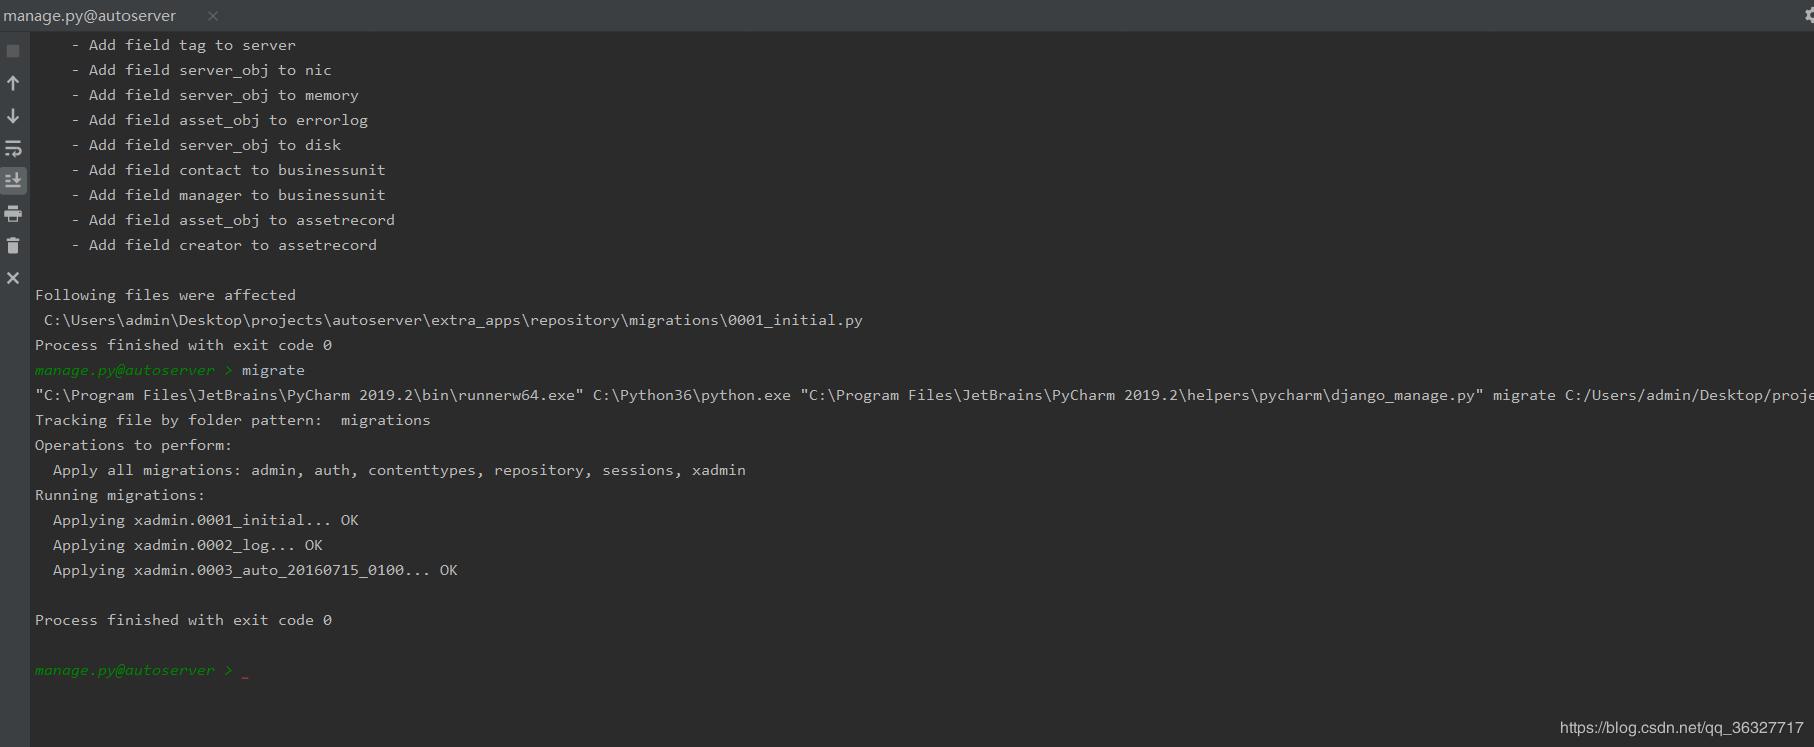 manage.py@autoserver
- Add field tag to server
- Add field server_obj to nic
- Add field server_obj to memory
- Add field asset_obj to errorlog
- Add field server_obj to disk
- Add field contact to businessunit
- Add field manager to businessunit
- Add field asset_obj to assetrecord
- Add field creator to assetrecord
Following files were affected
C:\Users\admin\Desktop\projects\autoserver\extra_apps\repository\migrations\0001_initial.py
Process finished with exit code 0
manage.py@autoserver > migrate
"C:\Program Files\JetBrains\PyCharm 2019.2\bin\runnerw64.exe" C:\Python36\python.exe "C:\Program Files\JetBrains\PyCharm 2019.2\helpers\pycharm\django_manage.py" migrate C:/Users/admin/Desktop/proje
Tracking file by folder pattern:  migrations
Operations to perform:
Apply all migrations: admin, auth, contenttypes, repository, sessions, xadmin
Running migrations:
Applying xadmin.0001_initial... OK
Applying xadmin.0002_log... OK
Applying xadmin.0003_auto_20160715_0100... OK
Process finished with exit code 0
manage.py@autoserver > _
https://blog.csdn.net/qq_36327717